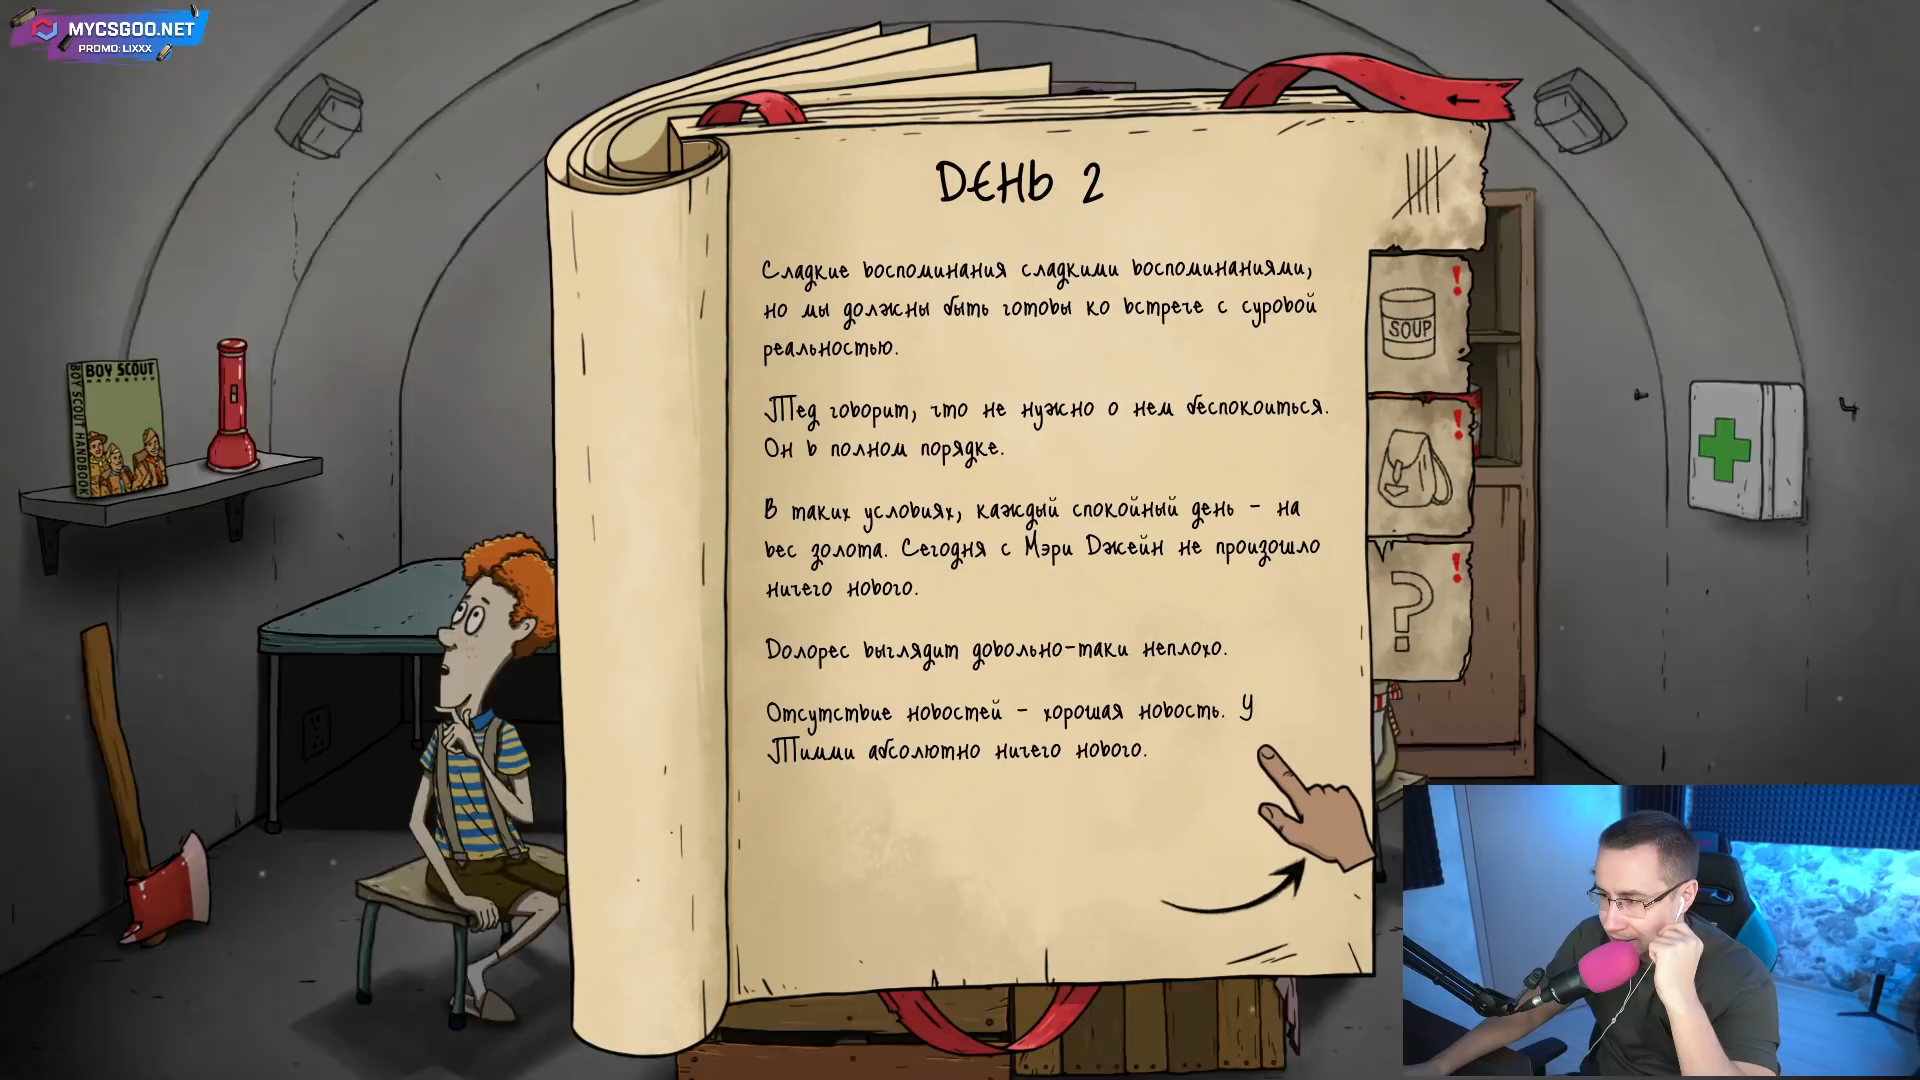 MYCSGOO.NET
PROMO: LIXXX
ДЕНЬ 2
Сладкие воспоминания сладкими воспоминаниями,
но мы должны быть готовы ко встрече с суровой
реальностью.
Тед говорит, что не нужно о нем беспокоиться.
Он в полном порядке.
В таких условиях, каждый спокойный день - на
вес золота. Сегодня с Мэри Джейн не произошло
ничего нового.
Долорес выглядит довольно-таки неплохо.
Отсутствие новостей - хорошая новость. У
Тимми абсолютно ничего нового.
SOUP
!
!
!
?
BOY SCOUT
HANDBOOK
BOY SCOUT HANDBOOK